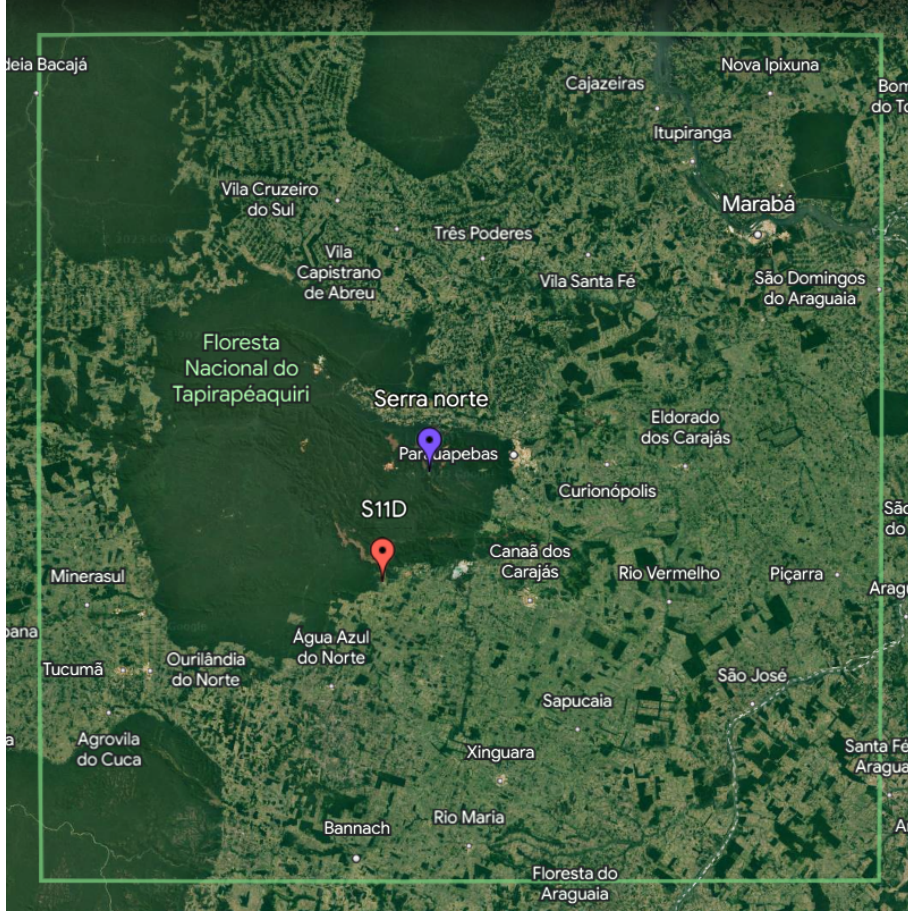 deia Bacajá
Nova Ipixuna
Cajazeiras
Bom
do To
Itupiranga
Vila Cruzeiro
do Sul
Marabá
Três Poderes
Vila
Capistrano
de Abreu
Vila Santa Fé
São Domingos
do Araguaia
Floresta
Nacional do
Tapirapéaquiri
Serra norte
Eldorado
dos Carajás
Parauapebas
Curionópolis
S11D
São
do
Canaã dos
Carajás
Minerasul
Rio Vermelho
Piçarra
Aragu
pana
Água Azul
do Norte
Ourilândia
do Norte
Tucumã
São José
Sapucaia
a
Agrovila
do Cuca
Xinguara
Santa Fé
Aragua
Rio Maria
Bannach
Floresta do
Araguaia